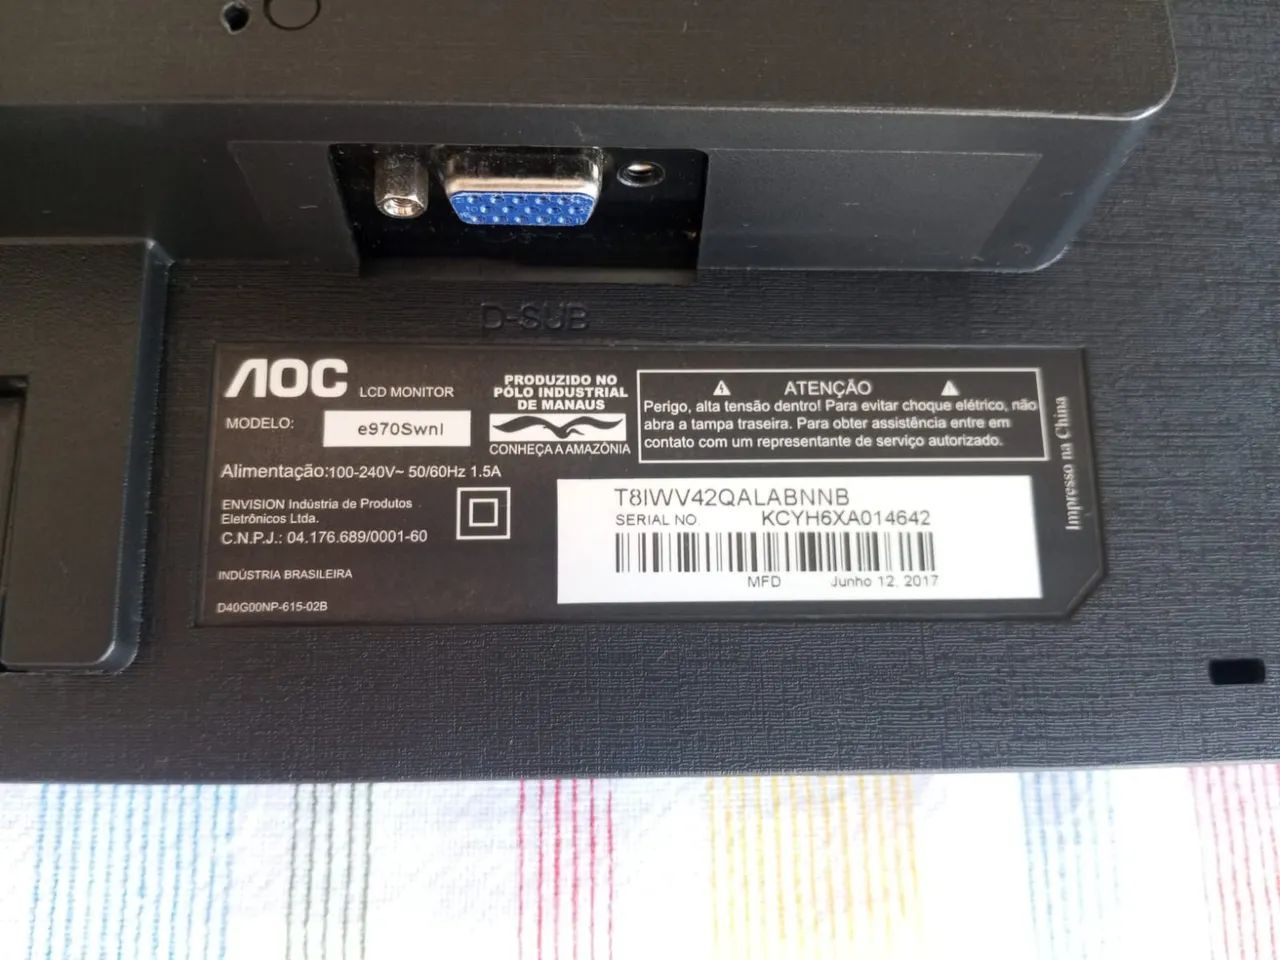 D-SUB
AOC LCD MONITOR
MODELO: e970Swnl
Alimentação:100-240V~ 50/60Hz 1.5A
ENVISION Indústria de Produtos
Eletrônicos Ltda.
C.N.P.J.: 04.176.689/0001-60
INDÚSTRIA BRASILEIRA
D40G00NP-615-02B
PRODUZIDO NO
PÓLO INDUSTRIAL
DE MANAUS
CONHEÇA A AMAZÔNIA
ATENÇÃO
Perigo, alta tensão dentro! Para evitar choque elétrico, não
abra a tampa traseira. Para obter assistência entre em
contato com um representante de serviço autorizado.
T8IWV42QALABNNB
SERIAL NO. KCYH6XA014642
MFD Junho 12. 2017
Impresso na China